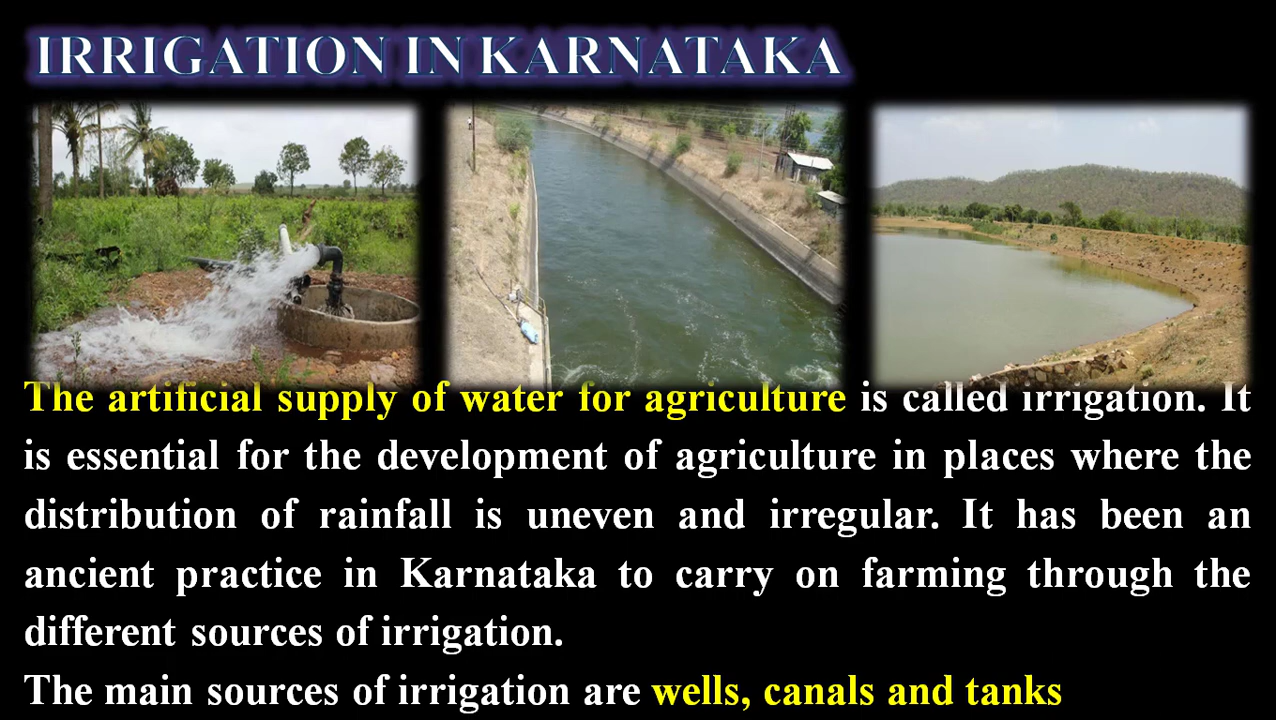 IRRIGATION IN KARNATAKA
The artificial supply of water for agriculture is called irrigation. It
is essential for the development of agriculture in places where the
distribution of rainfall is uneven and irregular. It has been an
ancient practice in Karnataka to carry on farming through the
different sources of irrigation.
The main sources of irrigation are wells, canals and tanks